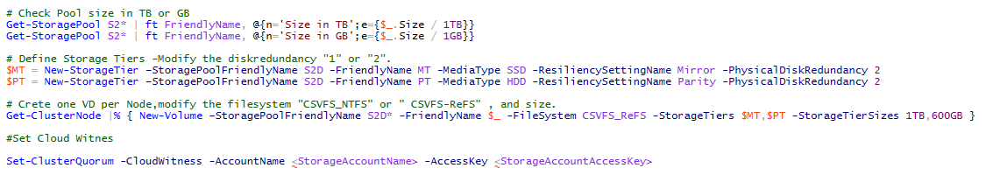 # Check Pool size in TB or GB
Get-StoragePool S2* | ft FriendlyName, @{n='Size in TB';e={$_.Size / 1TB}}
Get-StoragePool S2* | ft FriendlyName, @{n='Size in GB';e={$_.Size / 1GB}}
# Define Storage Tiers -Modify the diskredundancy "1" or "2".
$MT = New-StorageTier -StoragePoolFriendlyName S2D -FriendlyName MT -MediaType SSD -ResiliencySettingName Mirror -PhysicalDiskRedundancy 2
$PT = New-StorageTier -StoragePoolFriendlyName S2D -FriendlyName PT -MediaType HDD -ResiliencySettingName Parity -PhysicalDiskRedundancy 2
# Crete one VD per Node,modify the filesystem "CSVFS_NTFS" or " CSVFS-ReFS" , and size.
Get-ClusterNode |% { New-Volume -StoragePoolFriendlyName S2D* -FriendlyName $_ -FileSystem CSVFS_ReFS -StorageTiers $MT,$PT -StorageTierSizes 1TB,600GB }
#Set Cloud Witnes
Set-ClusterQuorum -CloudWitness -AccountName <StorageAccountName> -AccessKey <StorageAccountAccessKey>